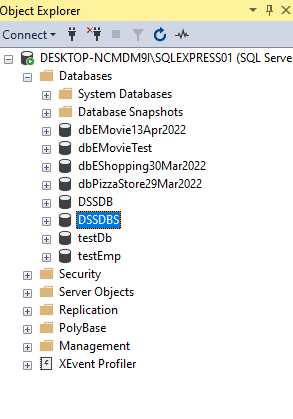 Object Explorer
Connect
DESKTOP-NCMDM9I\SQLEXPRESS01 (SQL Serve
Databases
System Databases
Database Snapshots
dbEMovie13Apr2022
dbEMovieTest
dbEShopping30Mar2022
dbPizzaStore29Mar2022
DSSDB
DSSDBS
testDb
testEmp
Security
Server Objects
Replication
PolyBase
Management
XEvent Profiler